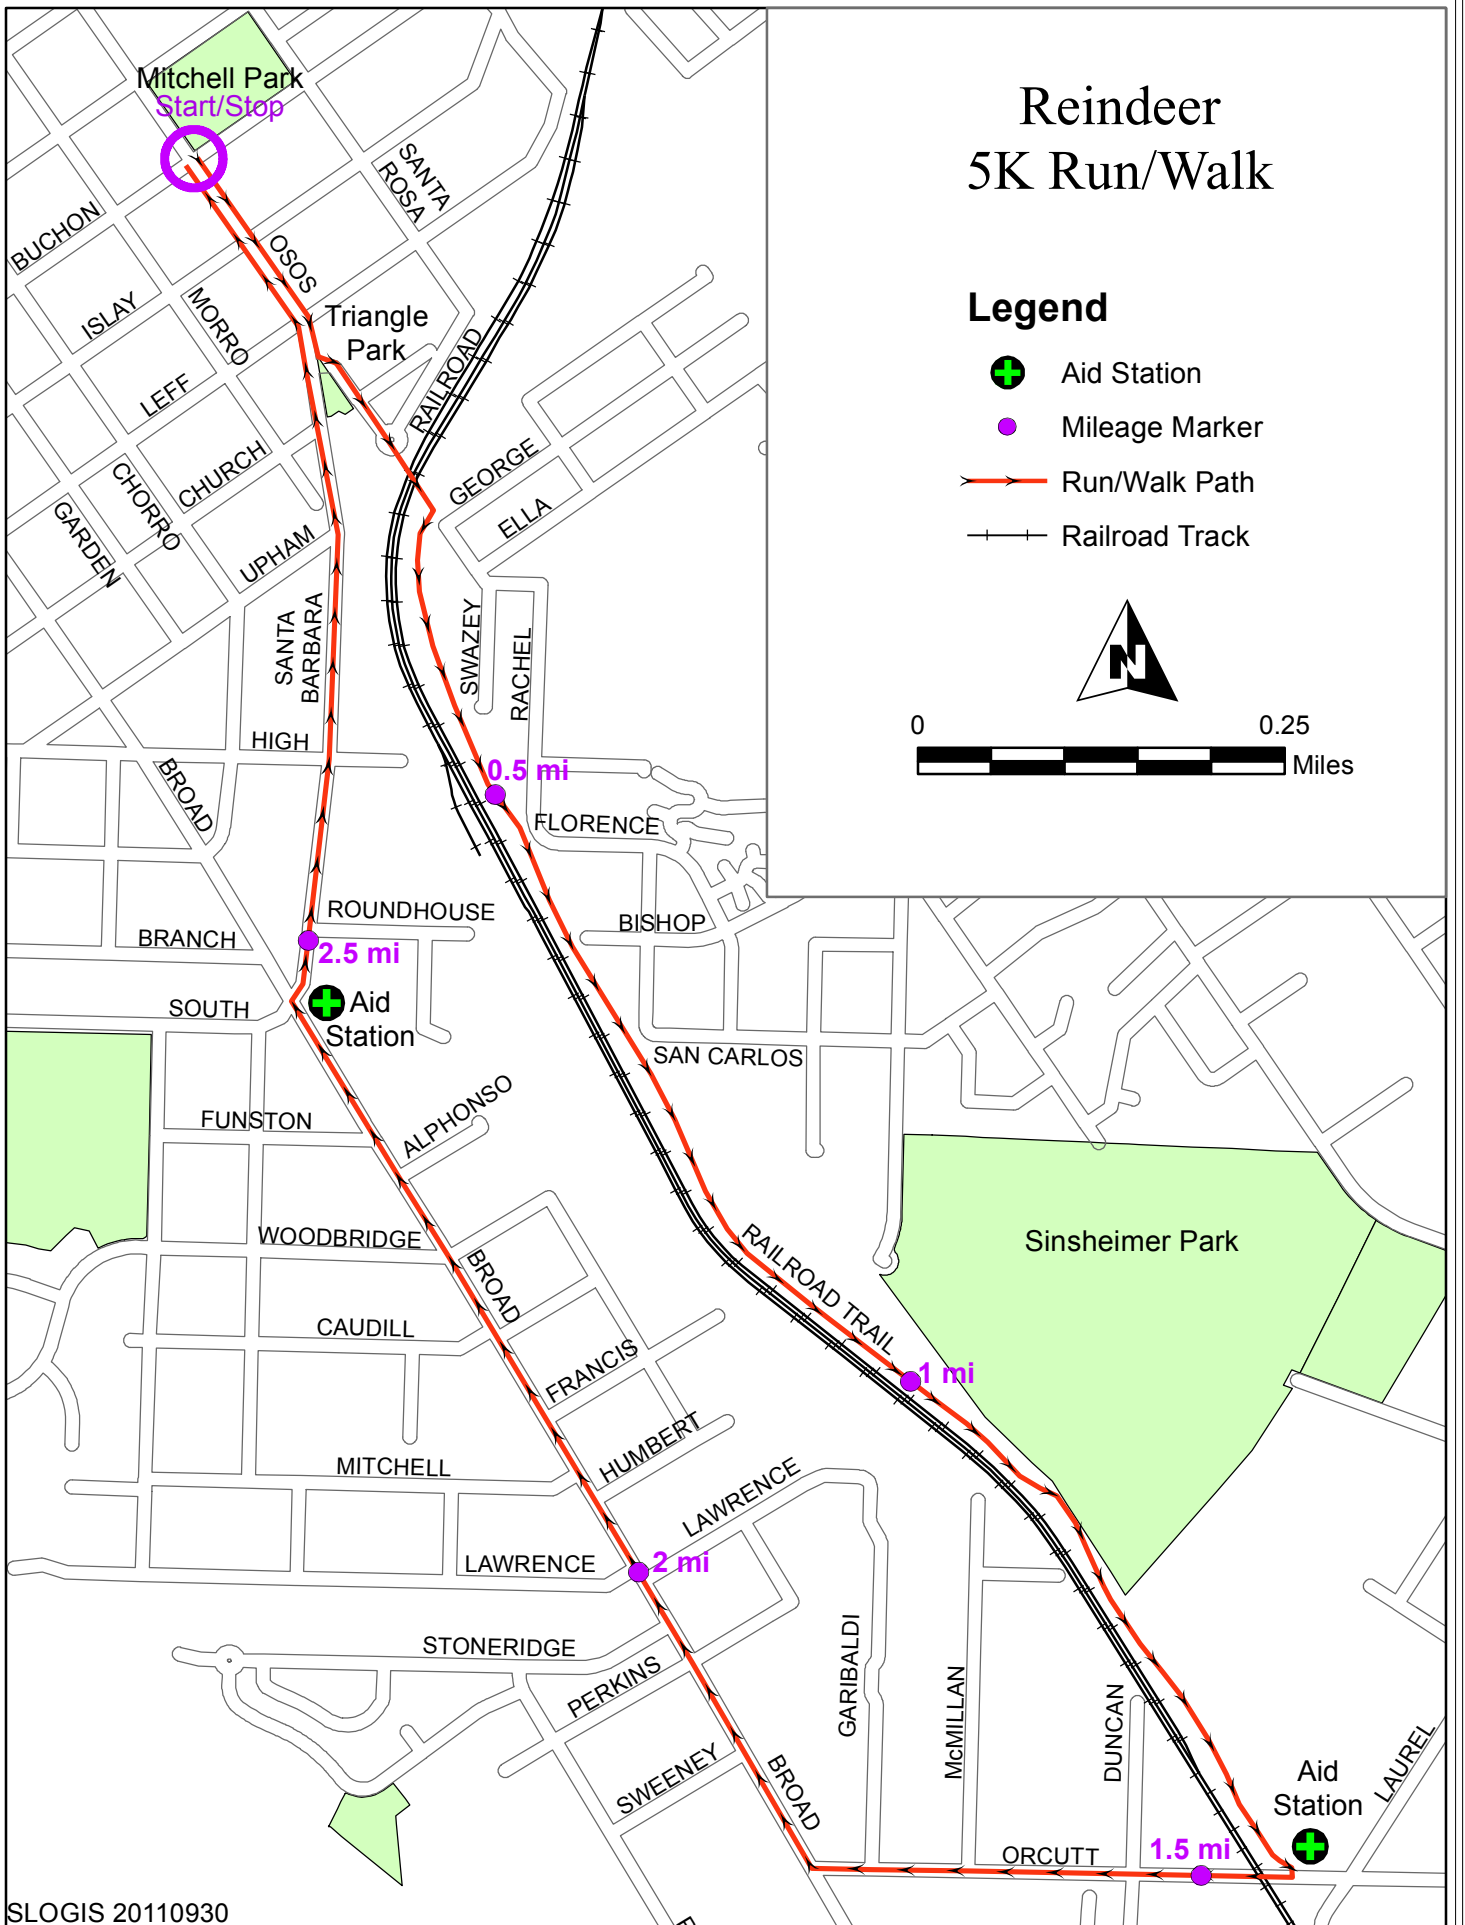 Reindeer
5K Run/Walk
Legend
Aid Station
Mileage Marker
Run/Walk Path
Railroad Track
N
0
0.25
Miles
Mitchell Park
Start/Stop
SANTA
ROSA
BUCHON
OSOS
ISLAY
MORRO
Triangle
Park
RAILROAD
LEFF
CHURCH
CHORRO
GARDEN
GEORGE
ELLA
UPHAM
SANTA
BARBARA
SWAZEY
RACHEL
HIGH
BROAD
0.5 mi
FLORENCE
ROUNDHOUSE
BISHOP
BRANCH
2.5 mi
SOUTH
Aid
Station
SAN CARLOS
ALPHONSO
FUNSTON
WOODBRIDGE
BROAD
RAILROAD TRAIL
Sinsheimer Park
CAUDILL
FRANCIS
1 mi
HUMBERT
MITCHELL
LAWRENCE
LAWRENCE
2 mi
STONERIDGE
PERKINS
GARIBALDI
McMILLAN
DUNCAN
SWEENEY
BROAD
LAUREL
Aid
Station
ORCUTT
1.5 mi
SLOGIS 20110930